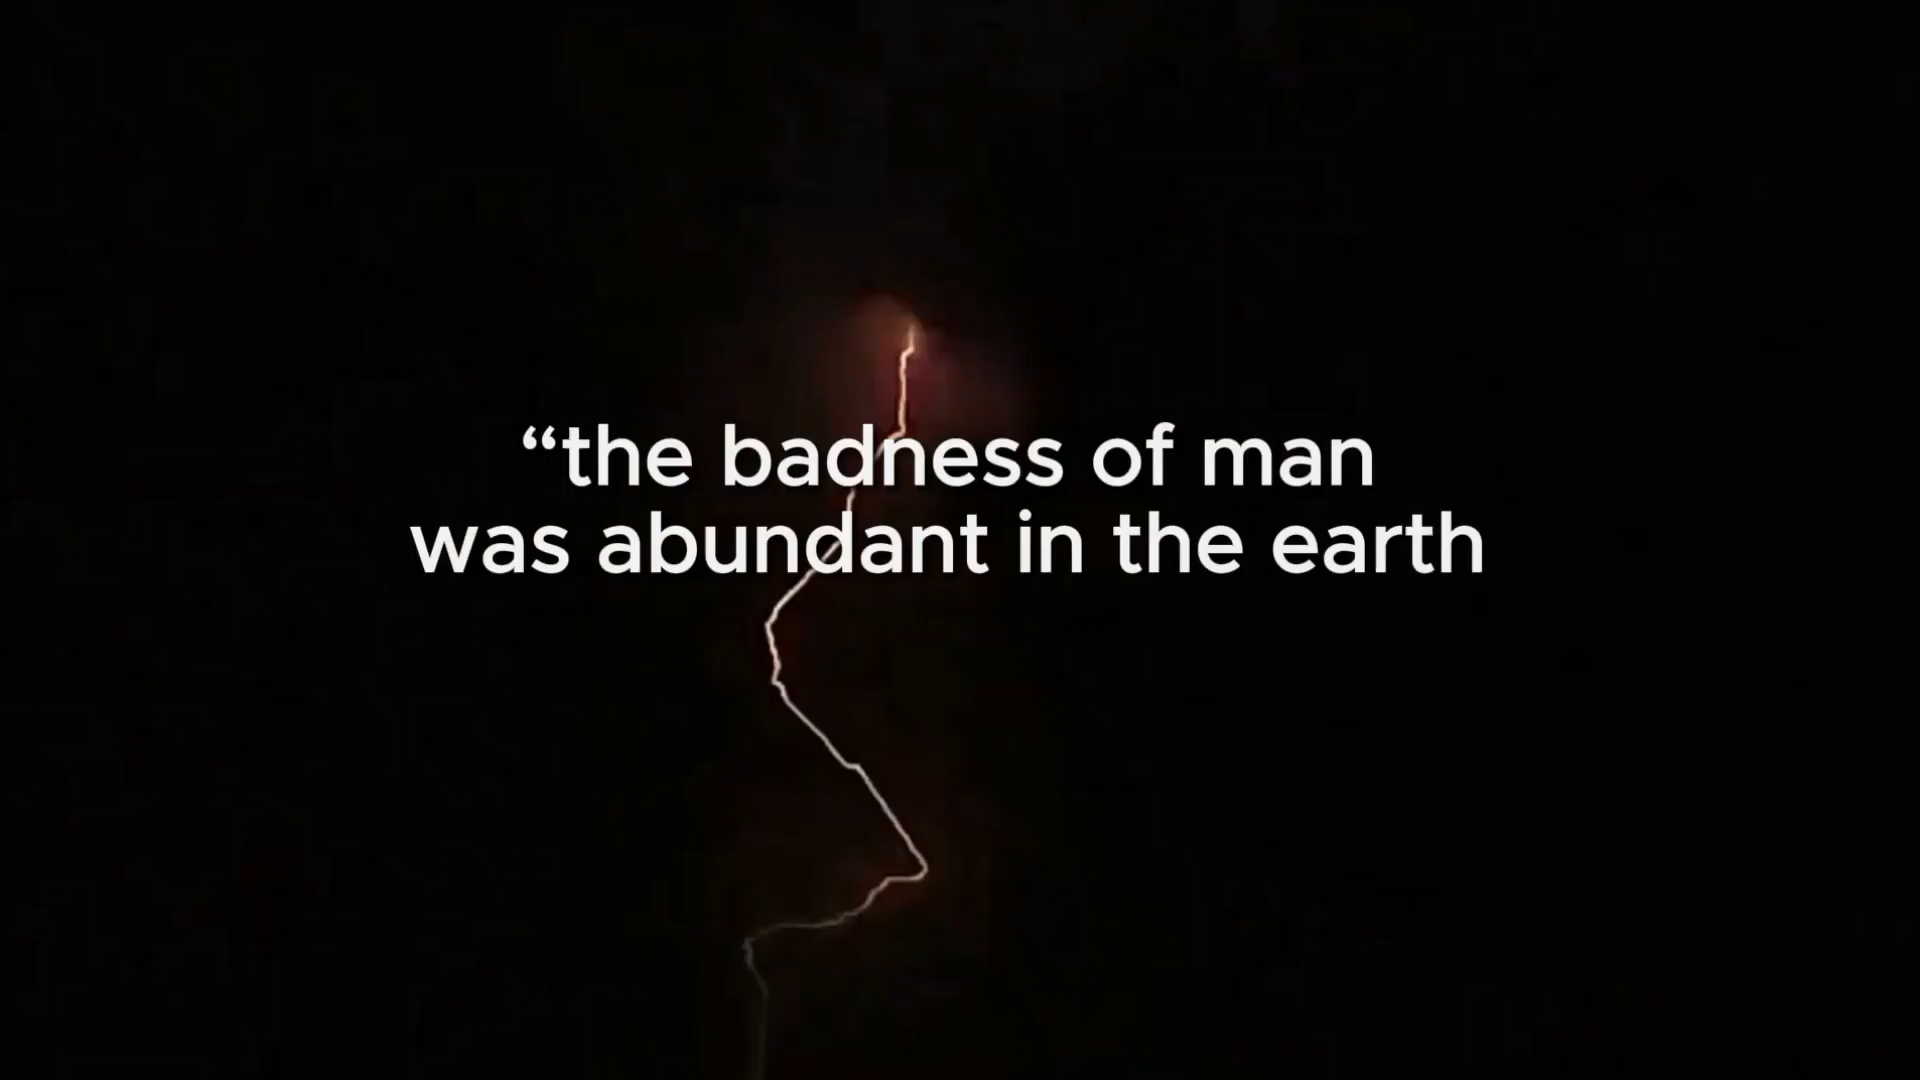 “the badness of man
was abundant in the earth